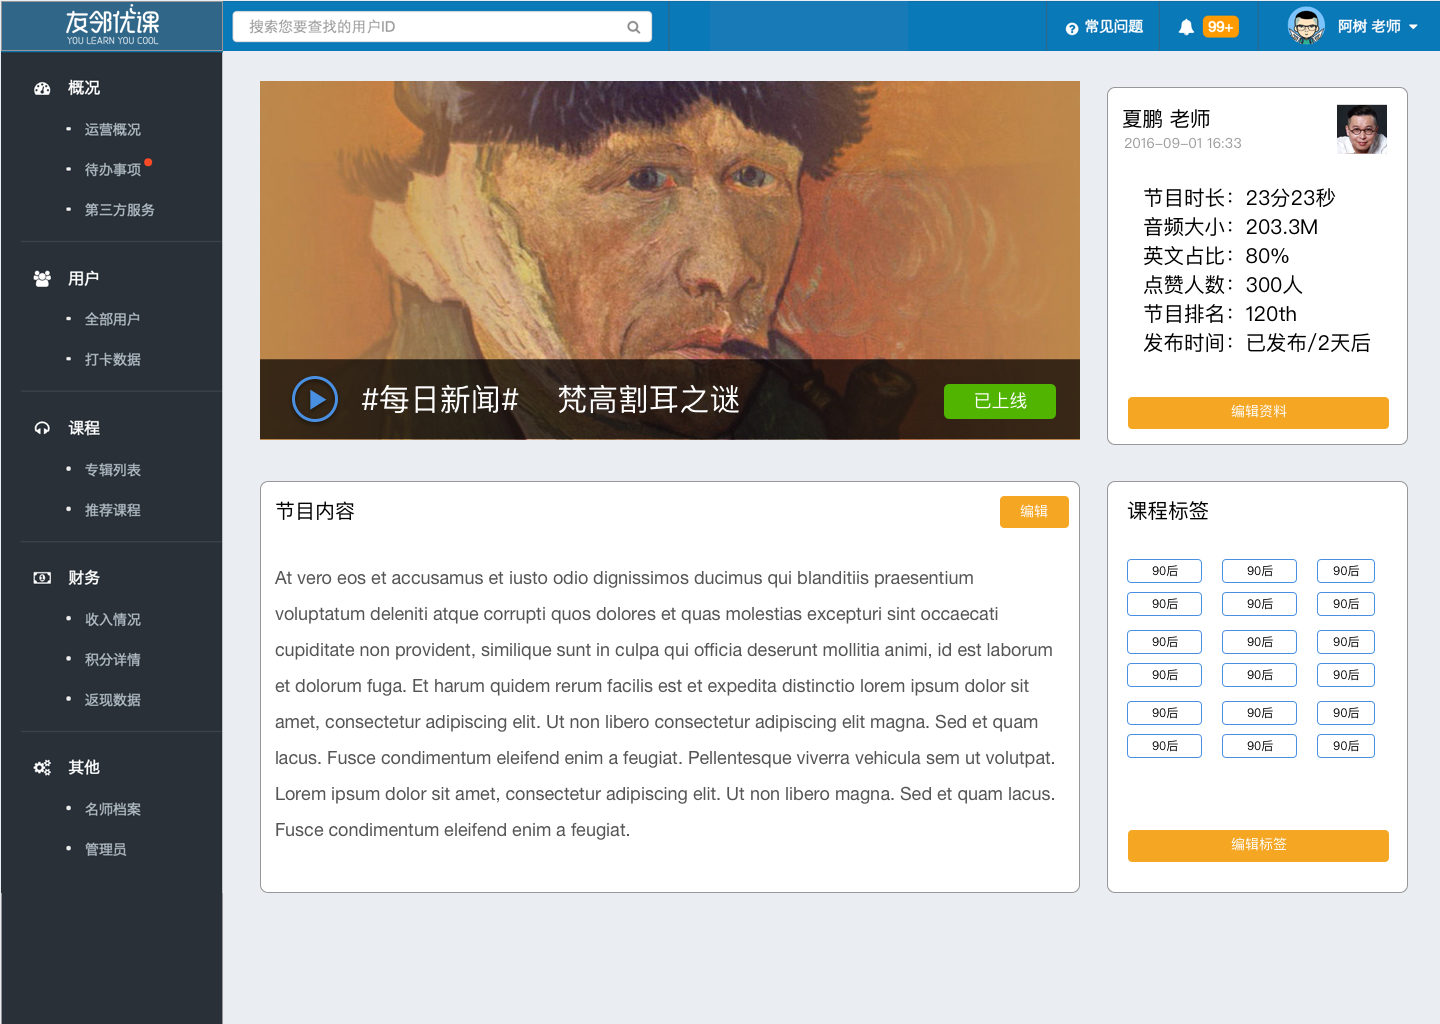 友邻优课
YOU LEARN YOU COOL
搜索您要查找的用户ID
常见问题
99+
阿树 老师
概况
运营概况
待办事项
第三方服务
用户
全部用户
打卡数据
课程
专辑列表
推荐课程
财务
收入情况
积分详情
返现数据
其他
名师档案
管理员
#每日新闻# 梵高割耳之谜
已上线
夏鹏 老师
2016-09-01 16:33
节目时长：23分23秒
音频大小：203.3M
英文占比：80%
点赞人数：300人
节目排名：120th
发布时间：已发布/2天后
编辑资料
节目内容
编辑
At vero eos et accusamus et iusto odio dignissimos ducimus qui blanditiis praesentium
voluptatum deleniti atque corrupti quos dolores et quas molestias excepturi sint occaecati
cupiditate non provident, similique sunt in culpa qui officia deserunt mollitia animi, id est laborum
et dolorum fuga. Et harum quidem rerum facilis est et expedita distinctio lorem ipsum dolor sit
amet, consectetur adipiscing elit. Ut non libero consectetur adipiscing elit magna. Sed et quam
lacus. Fusce condimentum eleifend enim a feugiat. Pellentesque viverra vehicula sem ut volutpat.
Lorem ipsum dolor sit amet, consectetur adipiscing elit. Ut non libero magna. Sed et quam lacus.
Fusce condimentum eleifend enim a feugiat.
课程标签
90后 90后 90后
90后 90后 90后
90后 90后 90后
90后 90后 90后
90后 90后 90后
90后 90后 90后
编辑标签